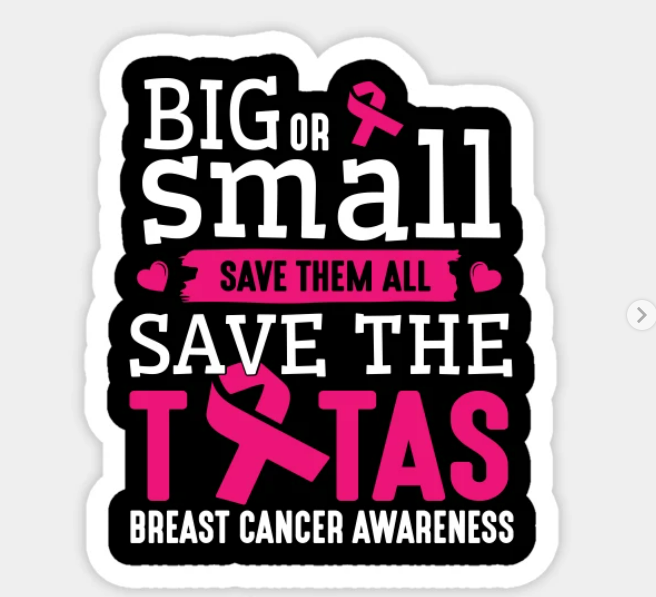 BIG OR
small
SAVE THEM ALL
SAVE THE
TATAS
BREAST CANCER AWARENESS